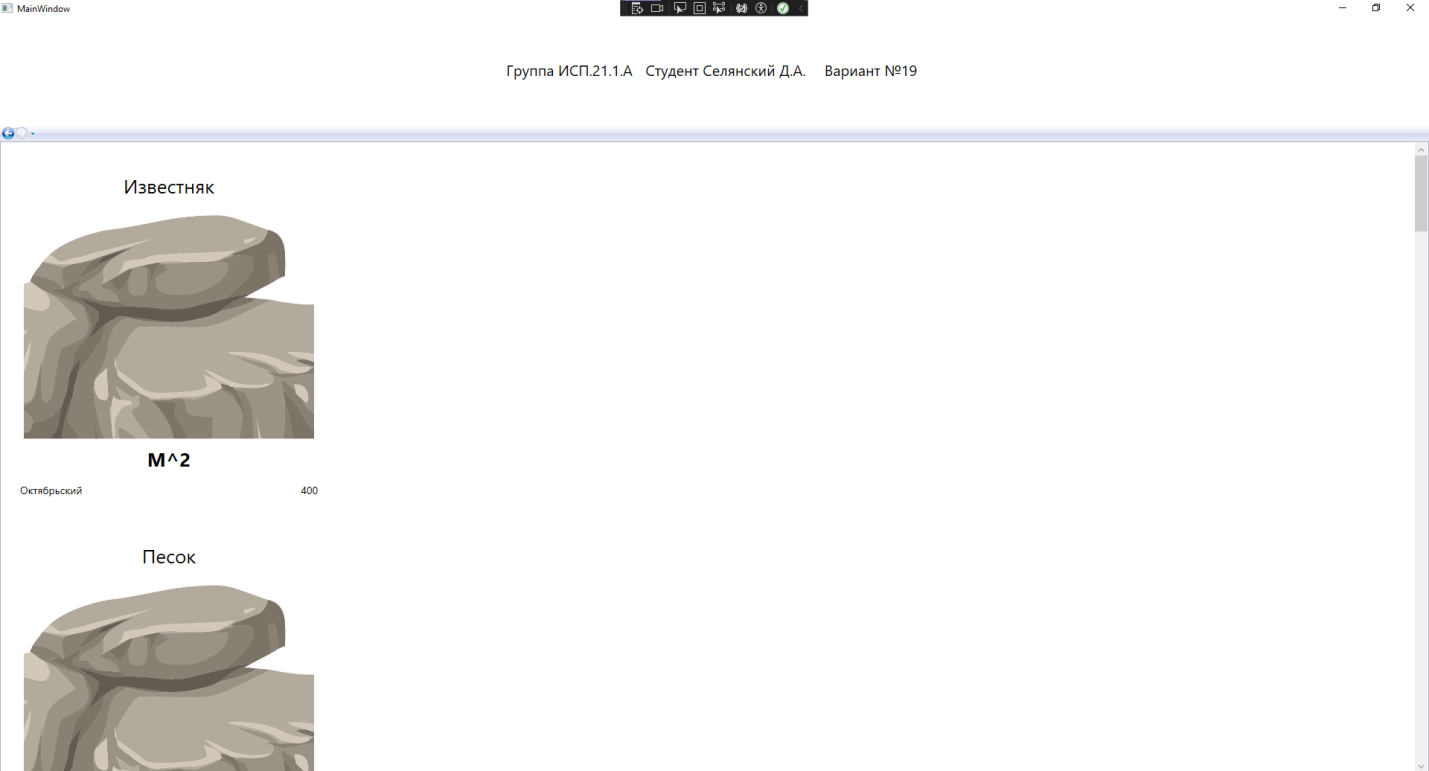 MainWindow
Группа ИСП.21.1.А Студент Селянский Д.А. Вариант №19
Известняк
М^2
Октябрьский 400
Песок